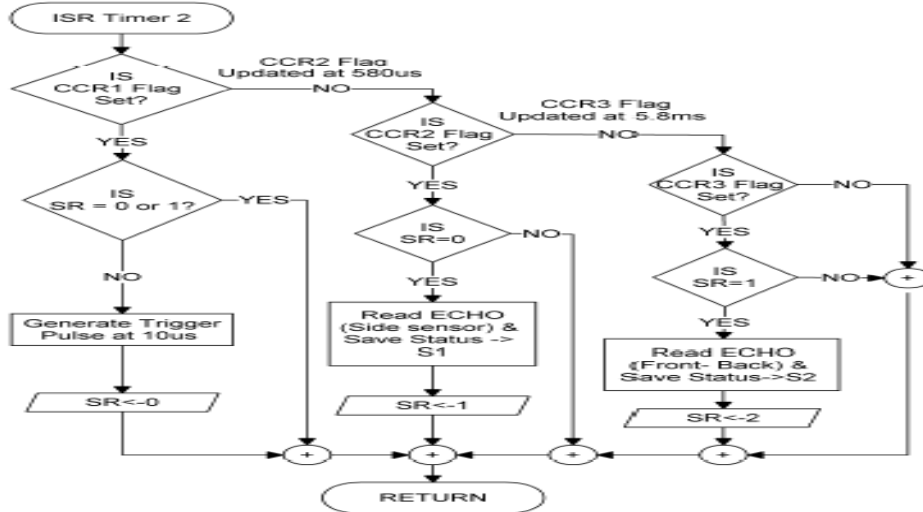 ISR Timer 2
IS
CCR1 Flag
Set?
CCR2 Flag
Updated at 580us
NO
YES
IS
SR = 0 or 1?
YES
NO
Generate Trigger
Pulse at 10us
SR<-0
IS
CCR2 Flag
Set?
CCR3 Flag
Updated at 5.8ms
NO
YES
IS
SR=0
NO
YES
Read ECHO
(Side sensor) &
Save Status ->
S1
SR<-1
IS
CCR3 Flag
Set?
NO
YES
IS
SR=1
NO
YES
Read ECHO
(Front- Back) &
Save Status->S2
SR<-2
+
+
+
+
+
RETURN